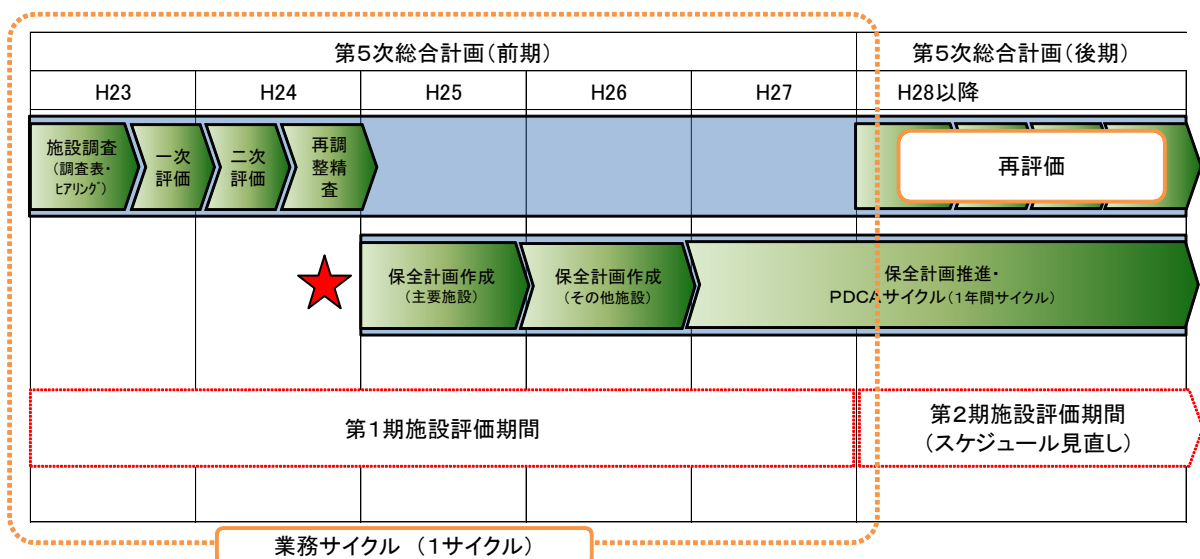 第５次総合計画（前期）
第５次総合計画（後期）
H23
H24
H25
H26
H27
H28以降
施設調査
（調査表・
ﾋｱﾘﾝｸﾞ）
一次
評価
二次
評価
再調
整精
査
再評価
保全計画作成
（主要施設）
保全計画作成
（その他施設）
保全計画推進・
PDCAサイクル（１年間サイクル）
第１期施設評価期間
第２期施設評価期間
（スケジュール見直し）
業務サイクル （１サイクル）